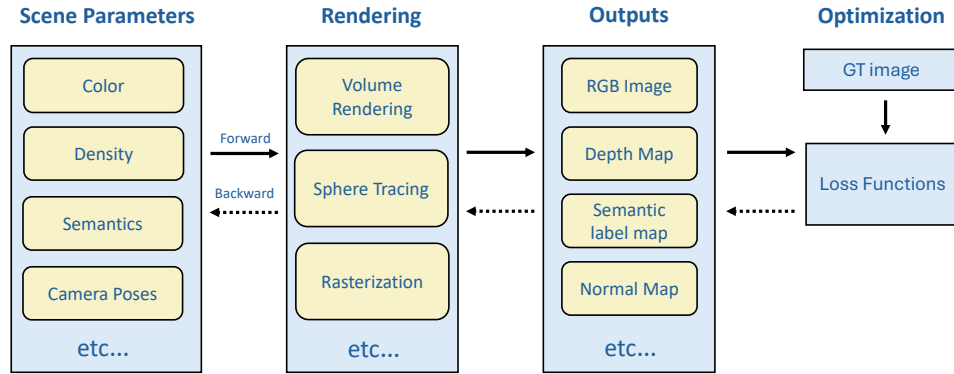 Scene Parameters
Color
Density
Semantics
Camera Poses
etc...
Forward
Backward
Rendering
Volume
Rendering
Sphere Tracing
Rasterization
etc...
Outputs
RGB Image
Depth Map
Semantic
label map
Normal Map
etc...
Optimization
GT image
Loss Functions